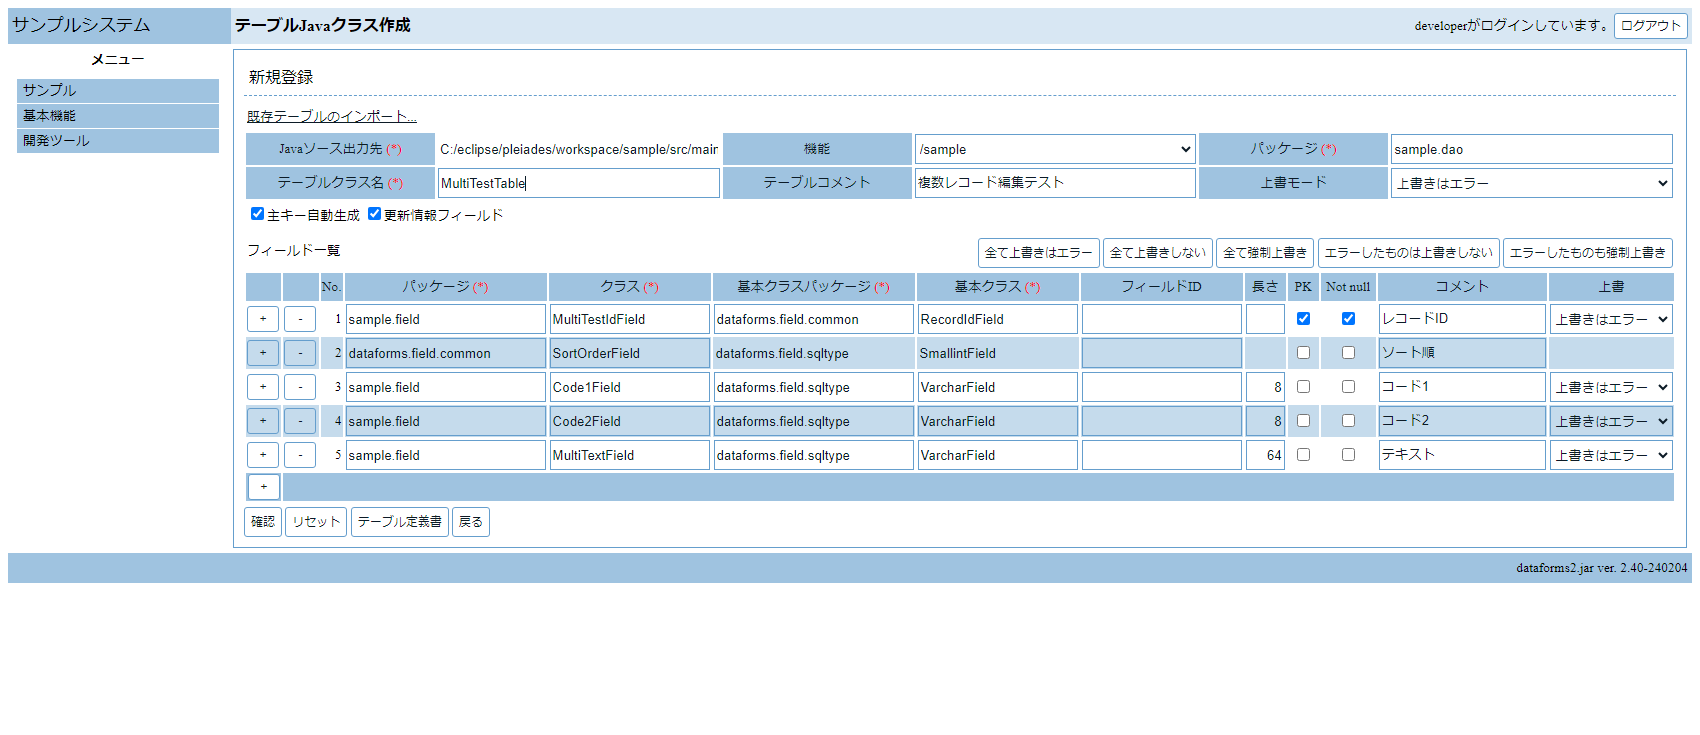 サンプルシステム
テーブルJavaクラス作成
developerがログインしています。 ログアウト
メニュー
サンプル
基本機能
開発ツール
新規登録
既存テーブルのインポート...
Javaソース出力先 (*) C:/eclipse/pleiades/workspace/sample/src/main 機能 /sample パッケージ (*) sample.dao
テーブルクラス名 (*) MultiTestTable テーブルコメント 複数レコード編集テスト 上書モード 上書きはエラー
主キー自動生成 更新情報フィールド
フィールド一覧 全て上書きはエラー 全て上書きしない 全て強制上書き エラーしたものは上書きしない エラーしたものも強制上書き
No. パッケージ (*) クラス (*) 基本クラスパッケージ (*) 基本クラス (*) フィールドID 長さ PK Not null コメント 上書
+ - 1 sample.field MultiTestIdField dataforms.field.common RecordIdField レコードID 上書きはエラー
+ - 2 dataforms.field.common SortOrderField dataforms.field.sqltype SmallintField ソート順
+ - 3 sample.field Code1Field dataforms.field.sqltype VarcharField 8 コード1 上書きはエラー
+ - 4 sample.field Code2Field dataforms.field.sqltype VarcharField 8 コード2 上書きはエラー
+ - 5 sample.field MultiTextField dataforms.field.sqltype VarcharField 64 テキスト 上書きはエラー
+
確認 リセット テーブル定義書 戻る
dataforms2.jar ver. 2.40-240204